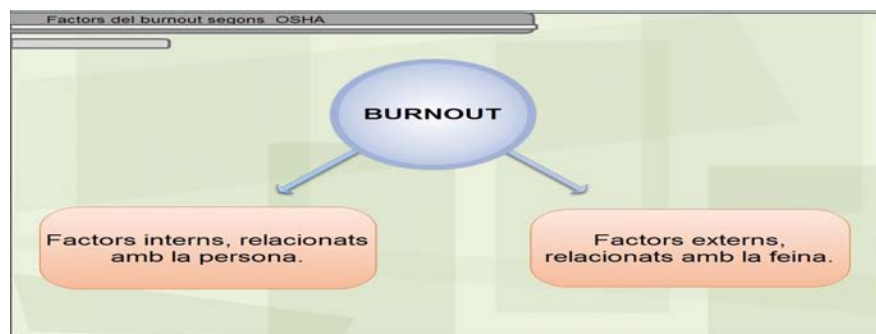 Factors del burnout segons OSHA
BURNOUT
Factors interns, relacionats
amb la persona.
Factors externs,
relacionats amb la feina.